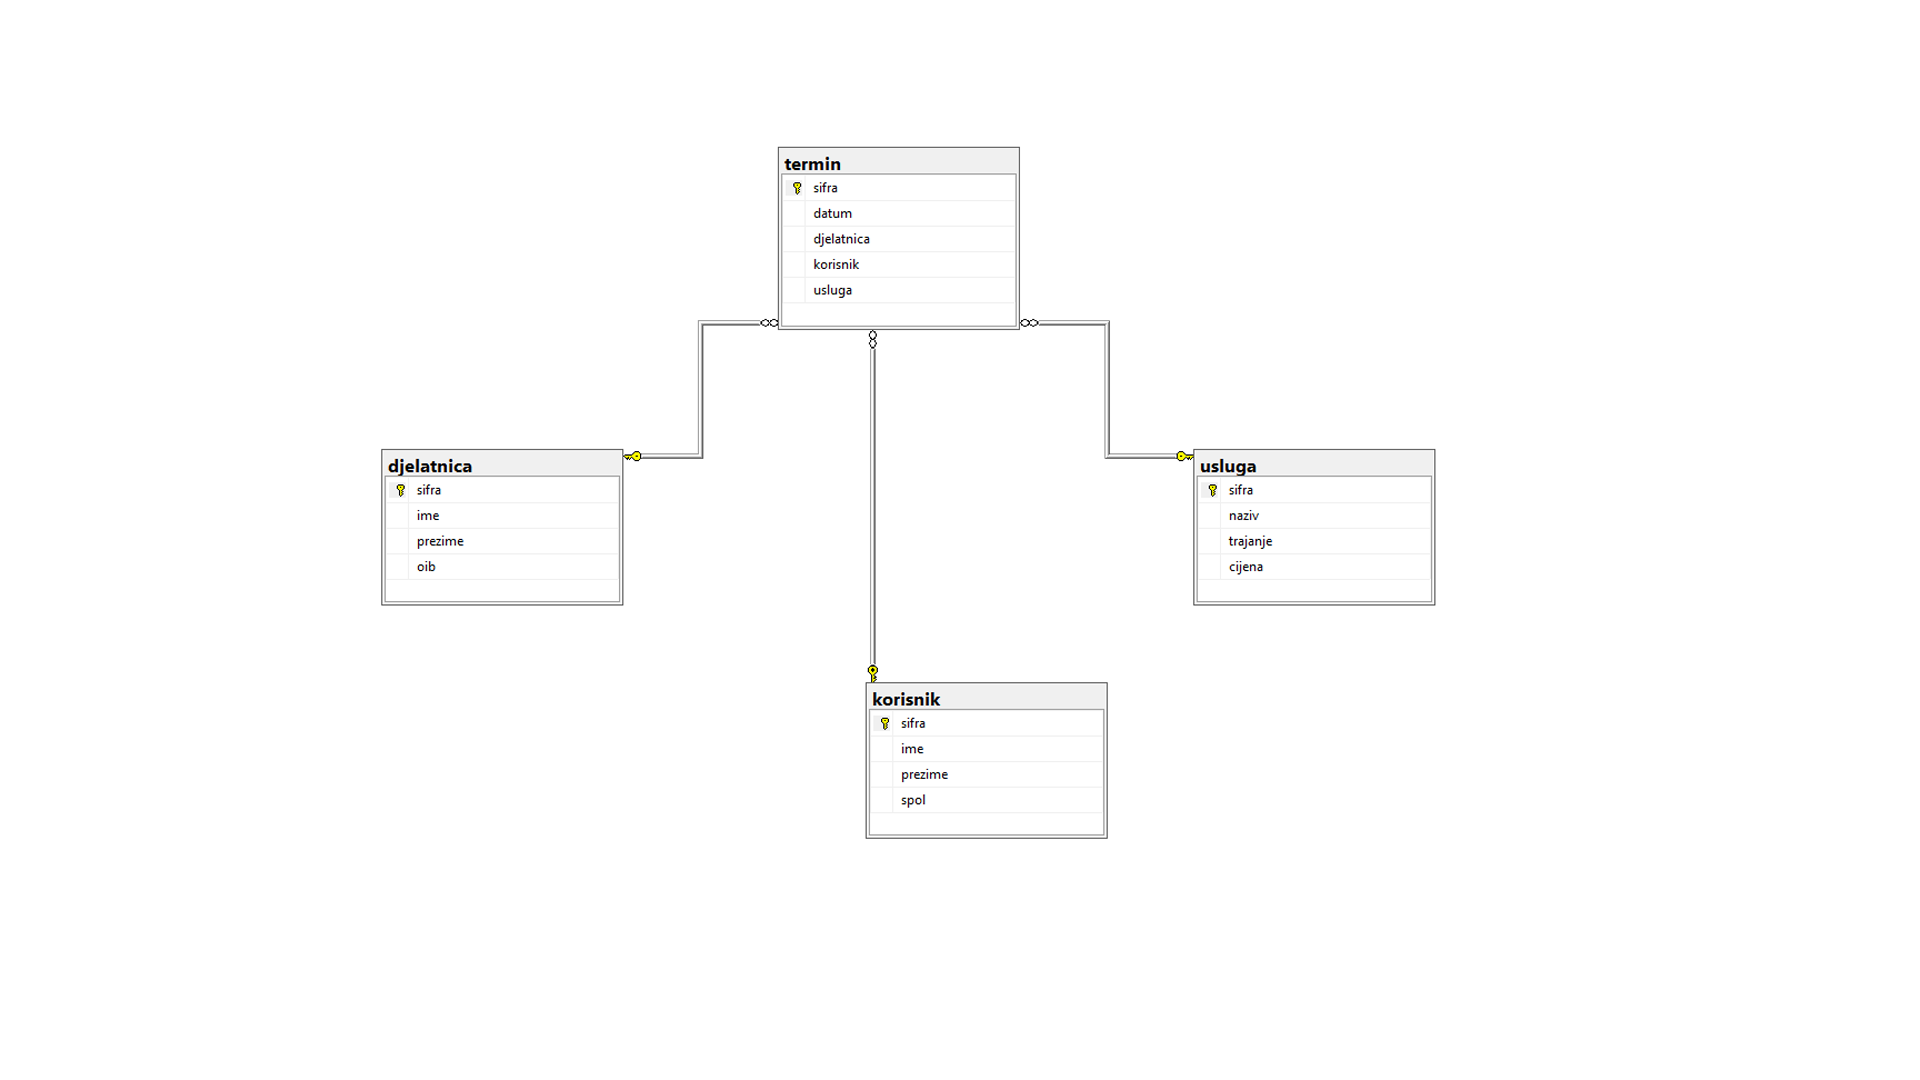 termin
sifra
datum
djelatnica
korisnik
usluga
djelatnica
sifra
ime
prezime
oib
usluga
sifra
naziv
trajanje
cijena
korisnik
sifra
ime
prezime
spol